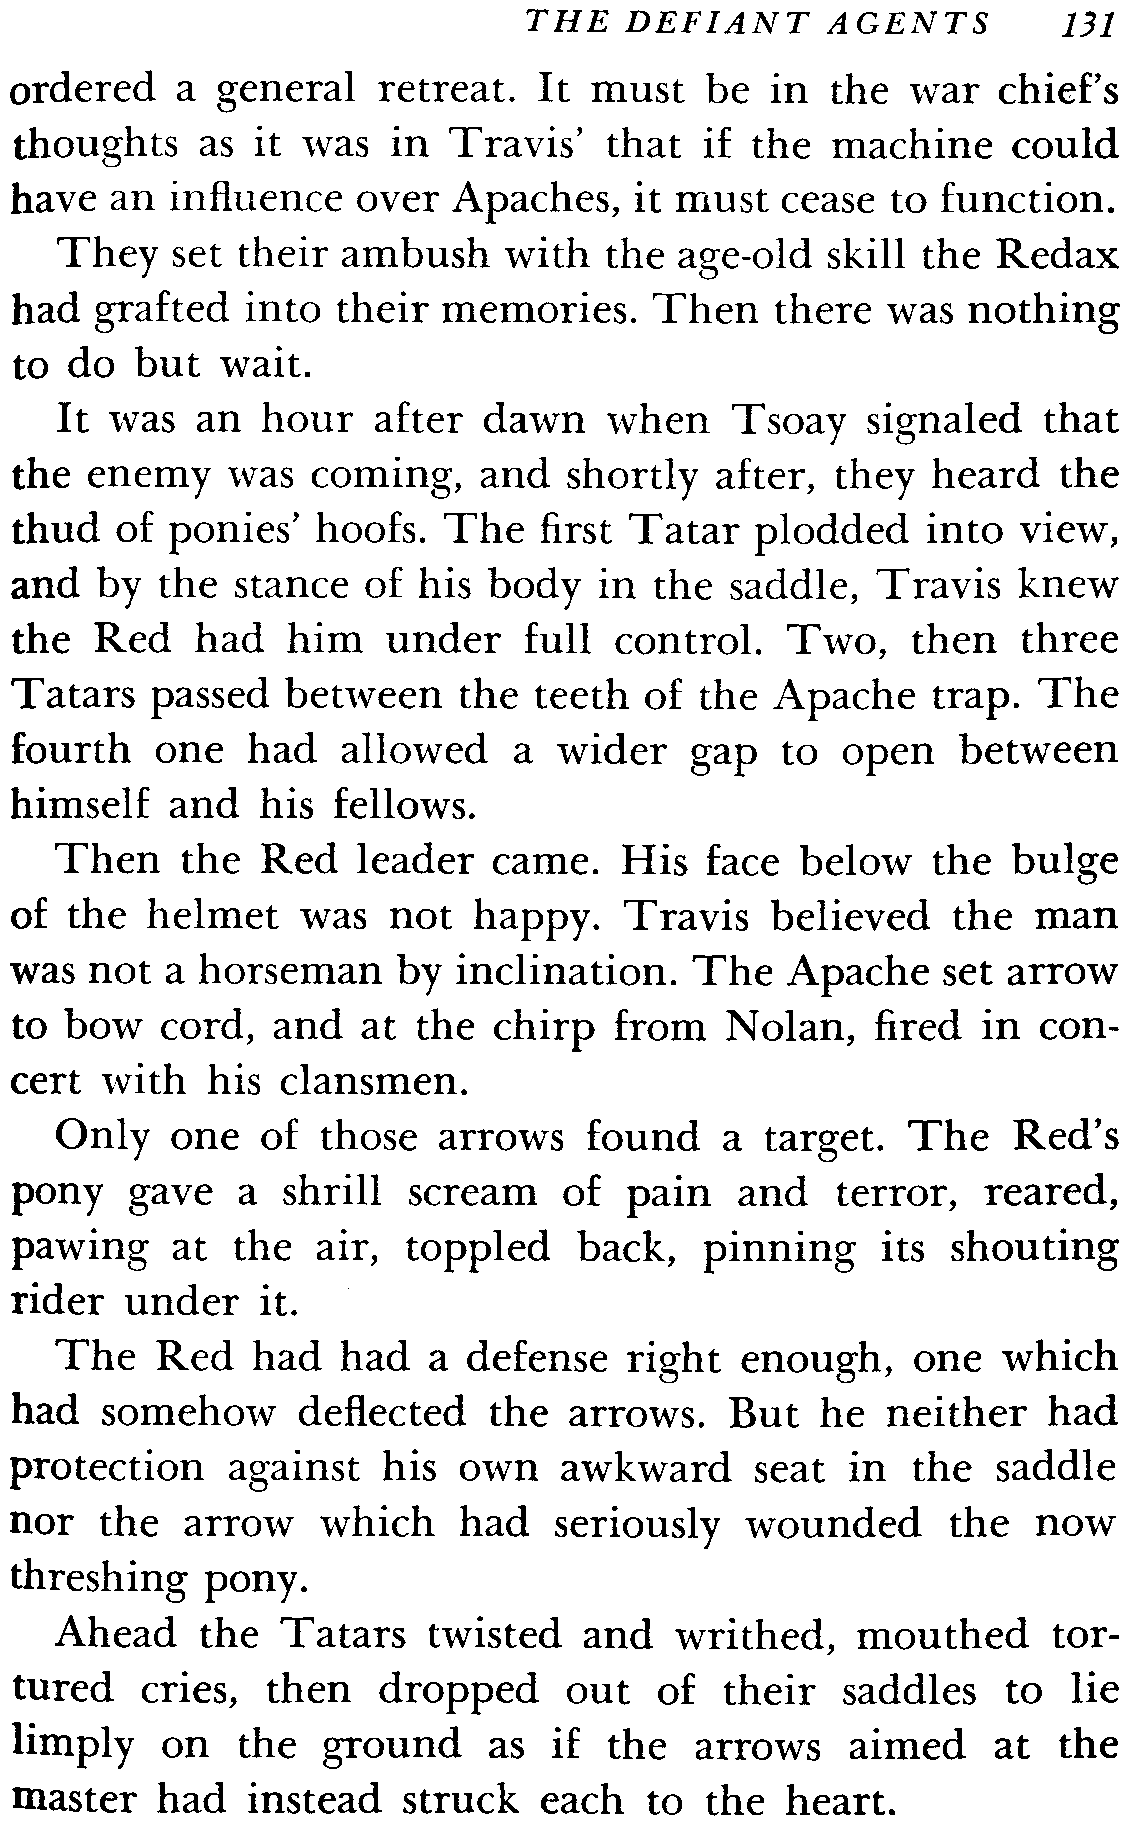 THE DEFIANT AGENTS 131
ordered a general retreat. It must be in the war chief's
thoughts as it was in Travis' that if the machine could
have an influence over Apaches, it must cease to function.
They set their ambush with the age-old skill the Redax
had grafted into their memories. Then there was nothing
to do but wait.
It was an hour after dawn when Tsoay signaled that
the enemy was coming, and shortly after, they heard the
thud of ponies' hoofs. The first Tatar plodded into view,
and by the stance of his body in the saddle, Travis knew
the Red had him under full control. Two, then three
Tatars passed between the teeth of the Apache trap. The
fourth one had allowed a wider gap to open between
himself and his fellows.
Then the Red leader came. His face below the bulge
of the helmet was not happy. Travis believed the man
was not a horseman by inclination. The Apache set arrow
to bow cord, and at the chirp from Nolan, fired in con-
cert with his clansmen.
Only one of those arrows found a target. The Red's
pony gave a shrill scream of pain and terror, reared,
pawing at the air, toppled back, pinning its shouting
rider under it.
The Red had had a defense right enough, one which
had somehow deflected the arrows. But he neither had
protection against his own awkward seat in the saddle
nor the arrow which had seriously wounded the now
threshing pony.
Ahead the Tatars twisted and writhed, mouthed tor-
tured cries, then dropped out of their saddles to lie
limply on the ground as if the arrows aimed at the
master had instead struck each to the heart.